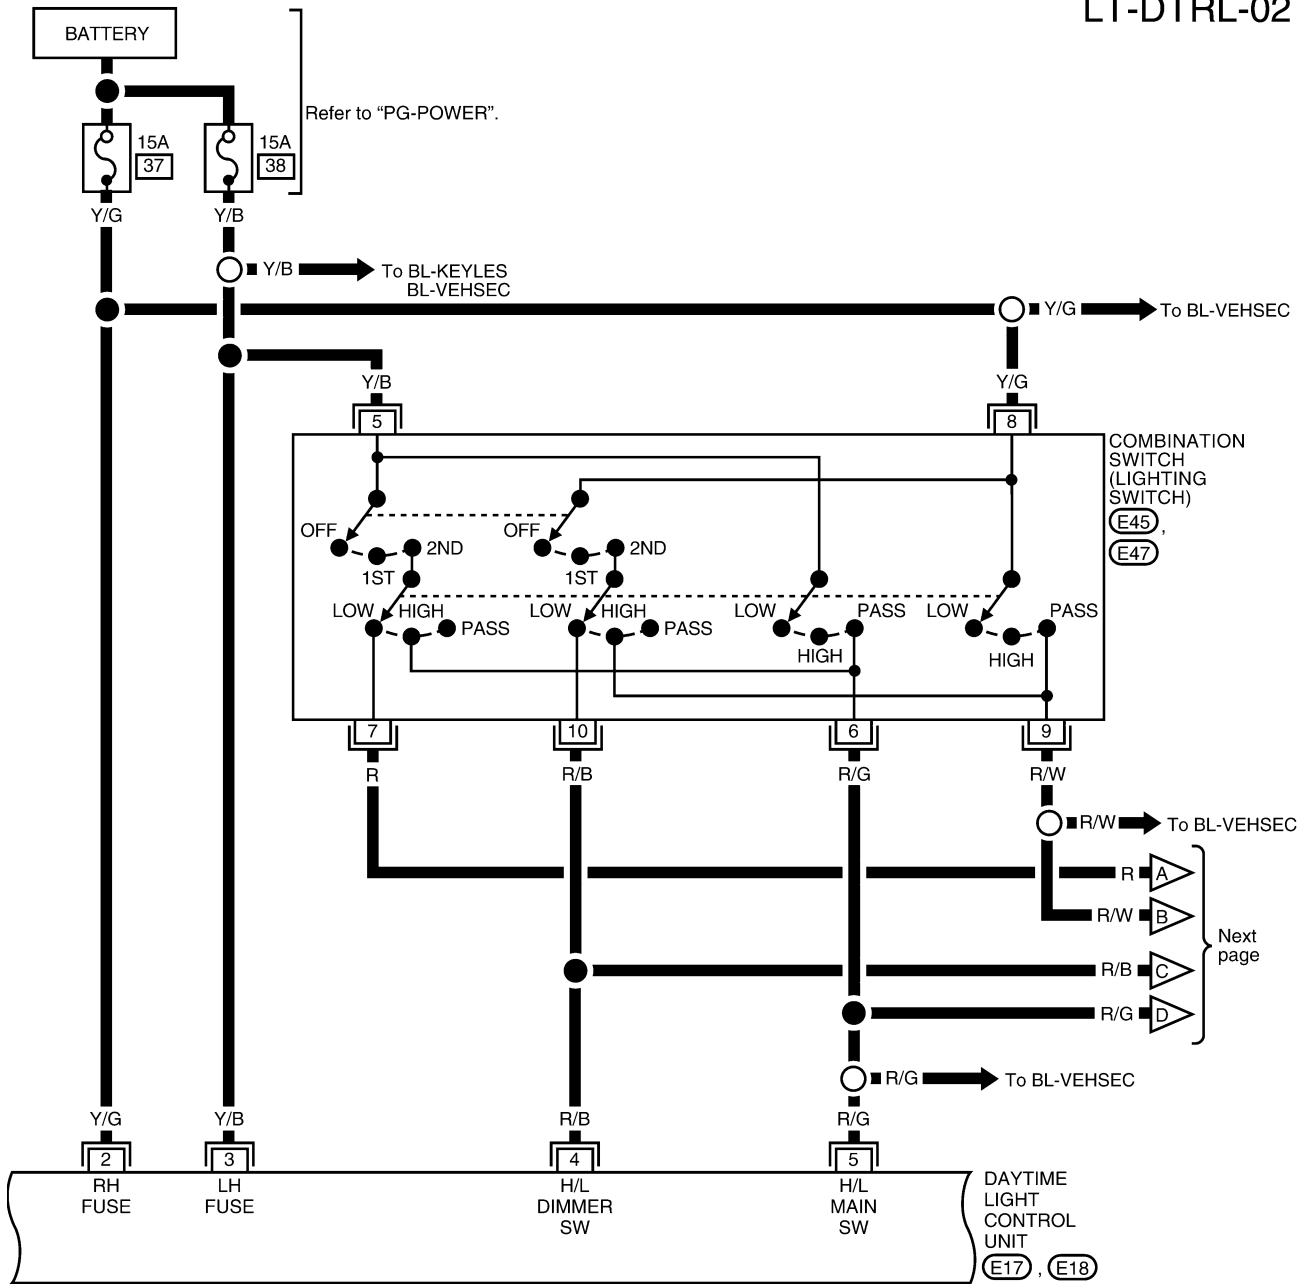 LT-DTRL-02
BATTERY
Refer to “PG-POWER”.
15A
37
15A
38
Y/G
Y/B
Y/B
To BL-KEYLES
BL-VEHSEC
Y/G
To BL-VEHSEC
Y/B
Y/G
5
8
COMBINATION
SWITCH
(LIGHTING
SWITCH)
E45 ,
E47
OFF
2ND
1ST
OFF
2ND
1ST
LOW
HIGH
PASS
LOW
HIGH
PASS
LOW
PASS
HIGH
LOW
PASS
HIGH
7
10
6
9
R
R/B
R/G
R/W
R/W
To BL-VEHSEC
R
A
R/W
B
R/B
C
R/G
D
Next
page
R/G
To BL-VEHSEC
Y/G
Y/B
R/B
R/G
2
3
4
5
RH
FUSE
LH
FUSE
H/L
DIMMER
SW
H/L
MAIN
SW
DAYTIME
LIGHT
CONTROL
UNIT
E17 , E18